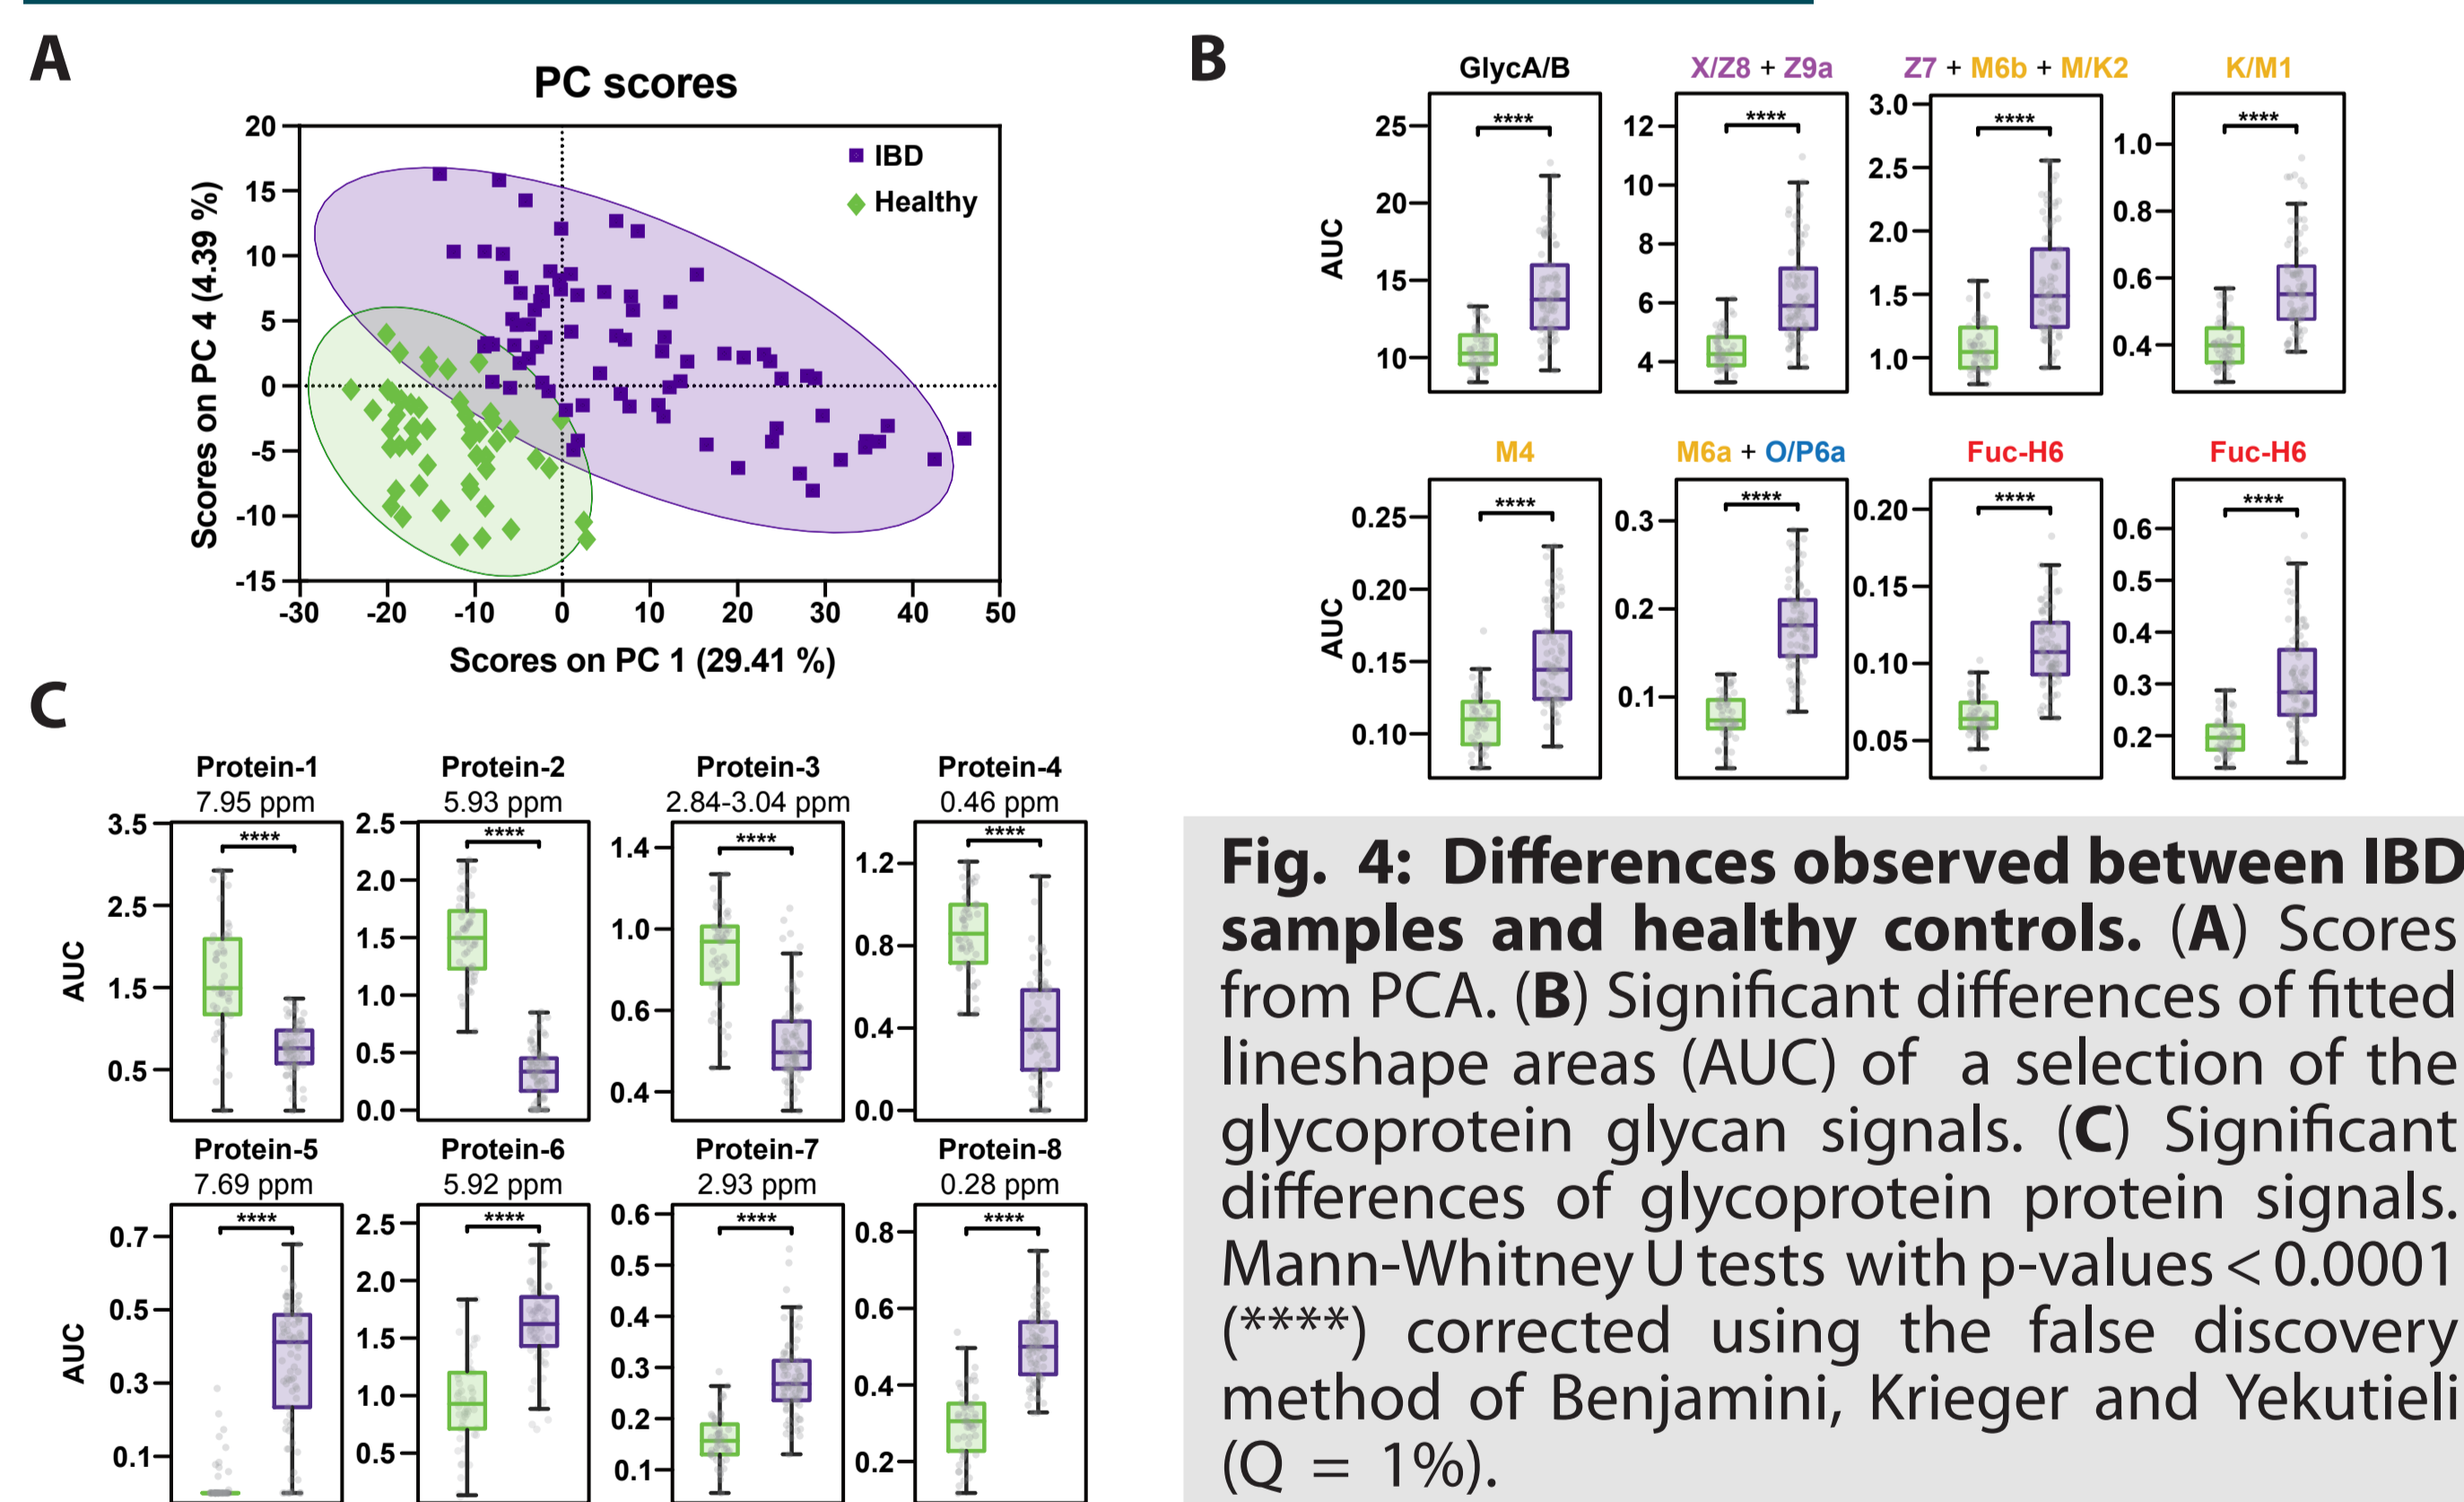 A
PC scores
20
15
10
5
0
-5
-10
-15
Scores on PC 4 (4.39 %)
IBD
Healthy
-30 -20 -10 0 10 20 30 40 50
Scores on PC 1 (29.41 %)
B
GlycA/B
AUC
25
20
15
10
****
X/Z8 + Z9a
12
10
8
6
4
****
Z7 + M6b + M/K2
3.0
2.5
2.0
1.5
1.0
****
K/M1
1.0
0.8
0.6
0.4
****
M4
AUC
0.25
0.20
0.15
0.10
****
M6a + O/P6a
0.3
0.2
0.1
****
Fuc-H6
0.20
0.15
0.10
0.05
****
Fuc-H6
0.6
0.5
0.4
0.3
0.2
****
C
Protein-1
7.95 ppm
AUC
3.5
2.5
1.5
0.5
****
Protein-2
5.93 ppm
2.5
2.0
1.5
1.0
0.5
0.0
****
Protein-3
2.84-3.04 ppm
1.4
1.0
0.6
0.4
****
Protein-4
0.46 ppm
1.2
0.8
0.4
0.0
****
Protein-5
7.69 ppm
AUC
0.7
0.5
0.3
0.1
****
Protein-6
5.92 ppm
2.5
2.0
1.5
1.0
0.5
****
Protein-7
2.93 ppm
0.6
0.5
0.4
0.3
0.2
0.1
****
Protein-8
0.28 ppm
0.8
0.6
0.4
0.2
****
Fig. 4: Differences observed between IBD
samples and healthy controls. (A) Scores
from PCA. (B) Significant differences of fitted
lineshape areas (AUC) of a selection of the
glycoprotein glycan signals. (C) Significant
differences of glycoprotein protein signals.
Mann-Whitney U tests with p-values < 0.0001
(****) corrected using the false discovery
method of Benjamini, Krieger and Yekutieli
(Q = 1%).